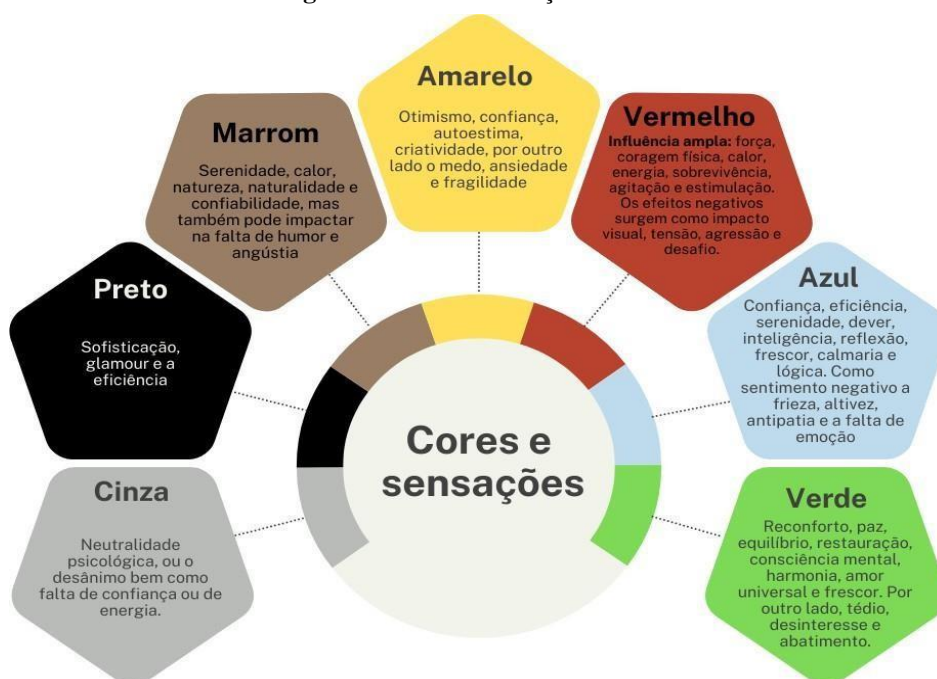 Amarelo
Otimismo, confiança,
autoestima,
criatividade, por outro
lado o medo, ansiedade
e fragilidade
Marrom
Serenidade, calor,
natureza, naturalidade e
confiabilidade, mas
também pode impactar
na falta de humor e
angústia
Vermelho
Influência ampla: força,
coragem física, calor,
energia, sobrevivência,
agitação e estimulação.
Os efeitos negativos
surgem como impacto
visual, tensão, agressão e
desafio.
Preto
Sofisticação,
glamour e a
eficiência
Azul
Confiança, eficiência,
serenidade, dever,
inteligência, reflexão,
frescor, calmaria e
lógica. Como
sentimento negativo a
frieza, altivez,
antipatia e a falta de
emoção
Cores e
sensações
Cinza
Neutralidade
psicológica, ou o
desânimo bem como
falta de confiança ou de
energia.
Verde
Reconforto, paz,
equilíbrio, restauração,
consciência mental,
harmonia, amor
universal e frescor. Por
outro lado, tédio,
desinteresse e
abatimento.